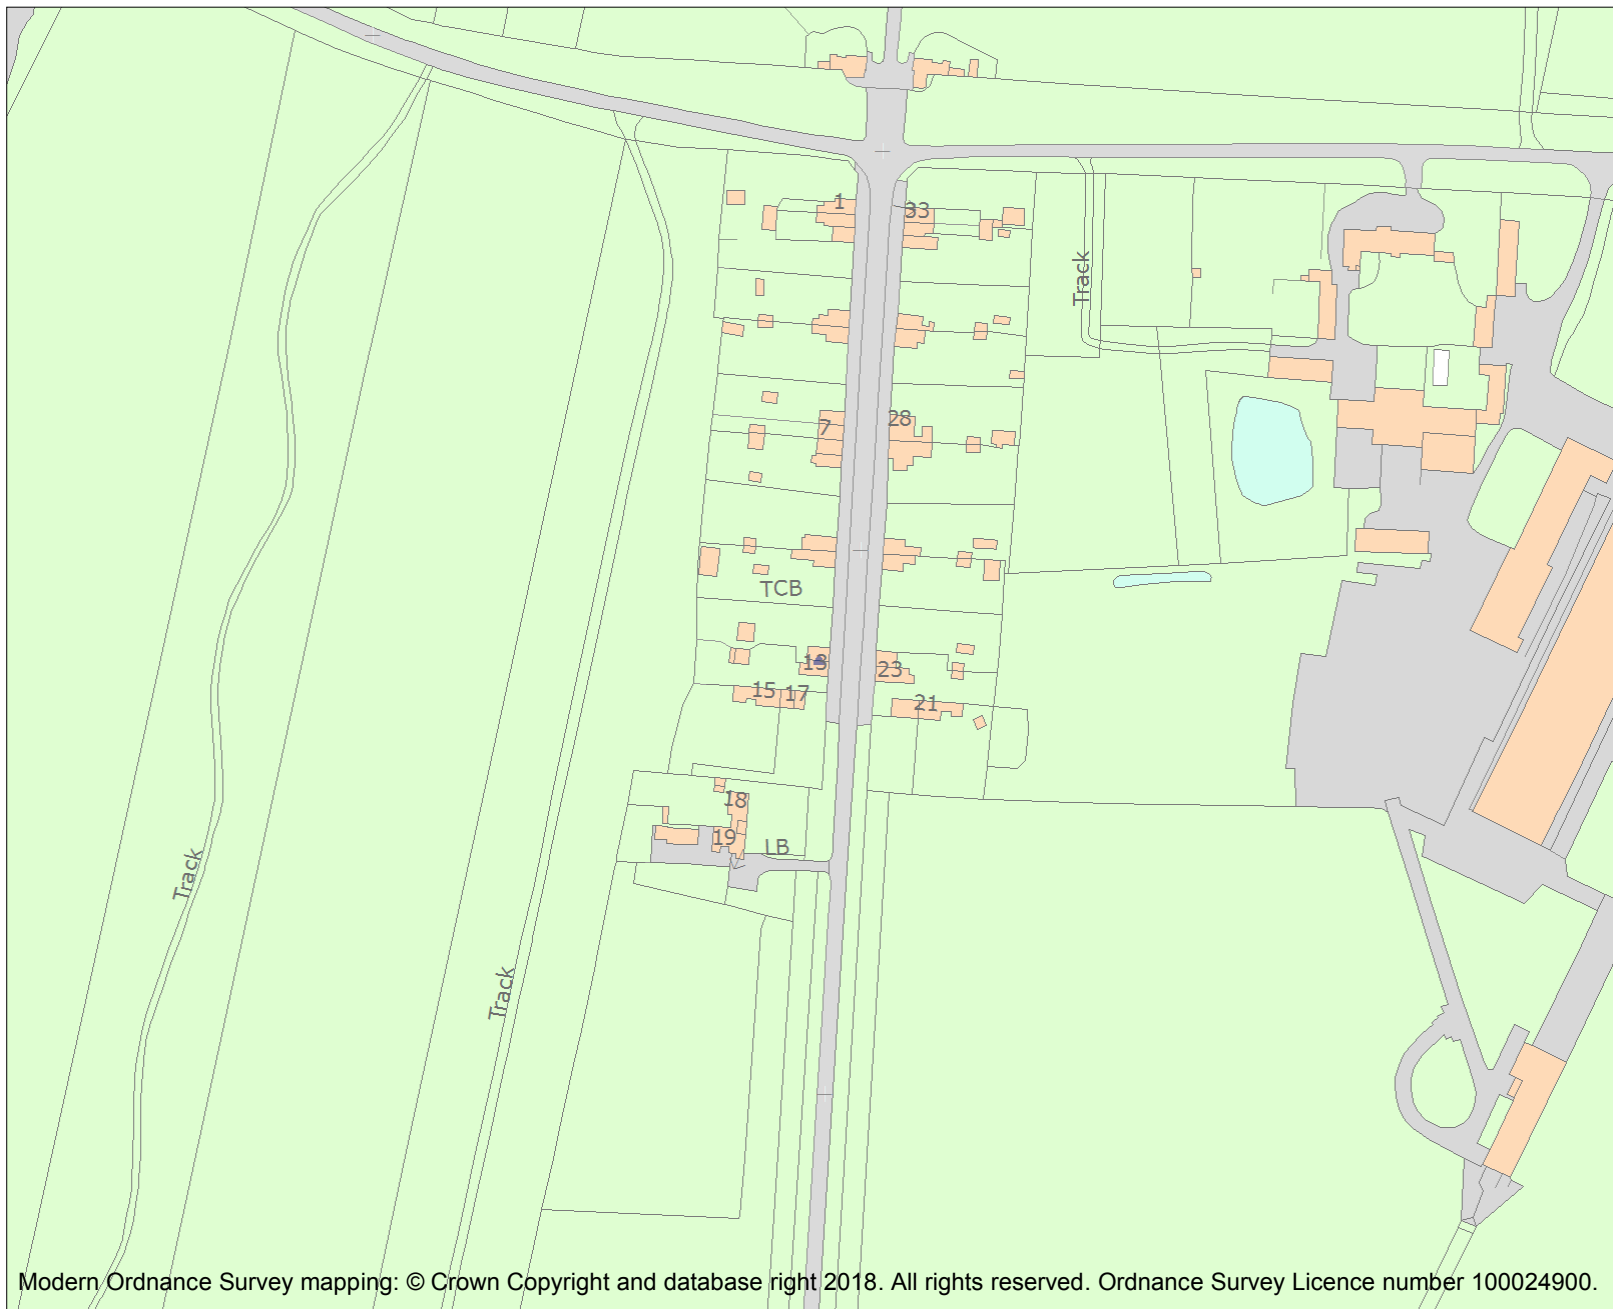 1
33
Track
28
7
TCB
13
23
15 17
21
18
19
LB
Track
Track
Modern Ordnance Survey mapping: © Crown Copyright and database right 2018. All rights reserved. Ordnance Survey Licence number 100024900.